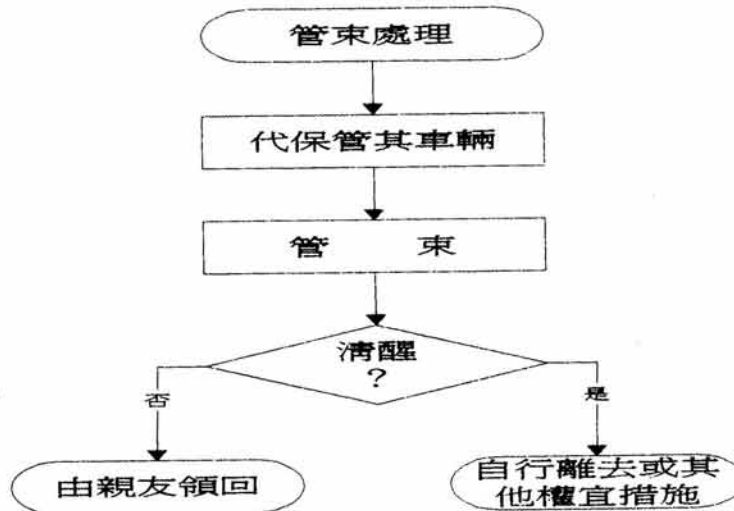 管束處理
代保管其車輛
管 束
清醒
?
否
是
由親友領回
自行離去或其
他權宜措施